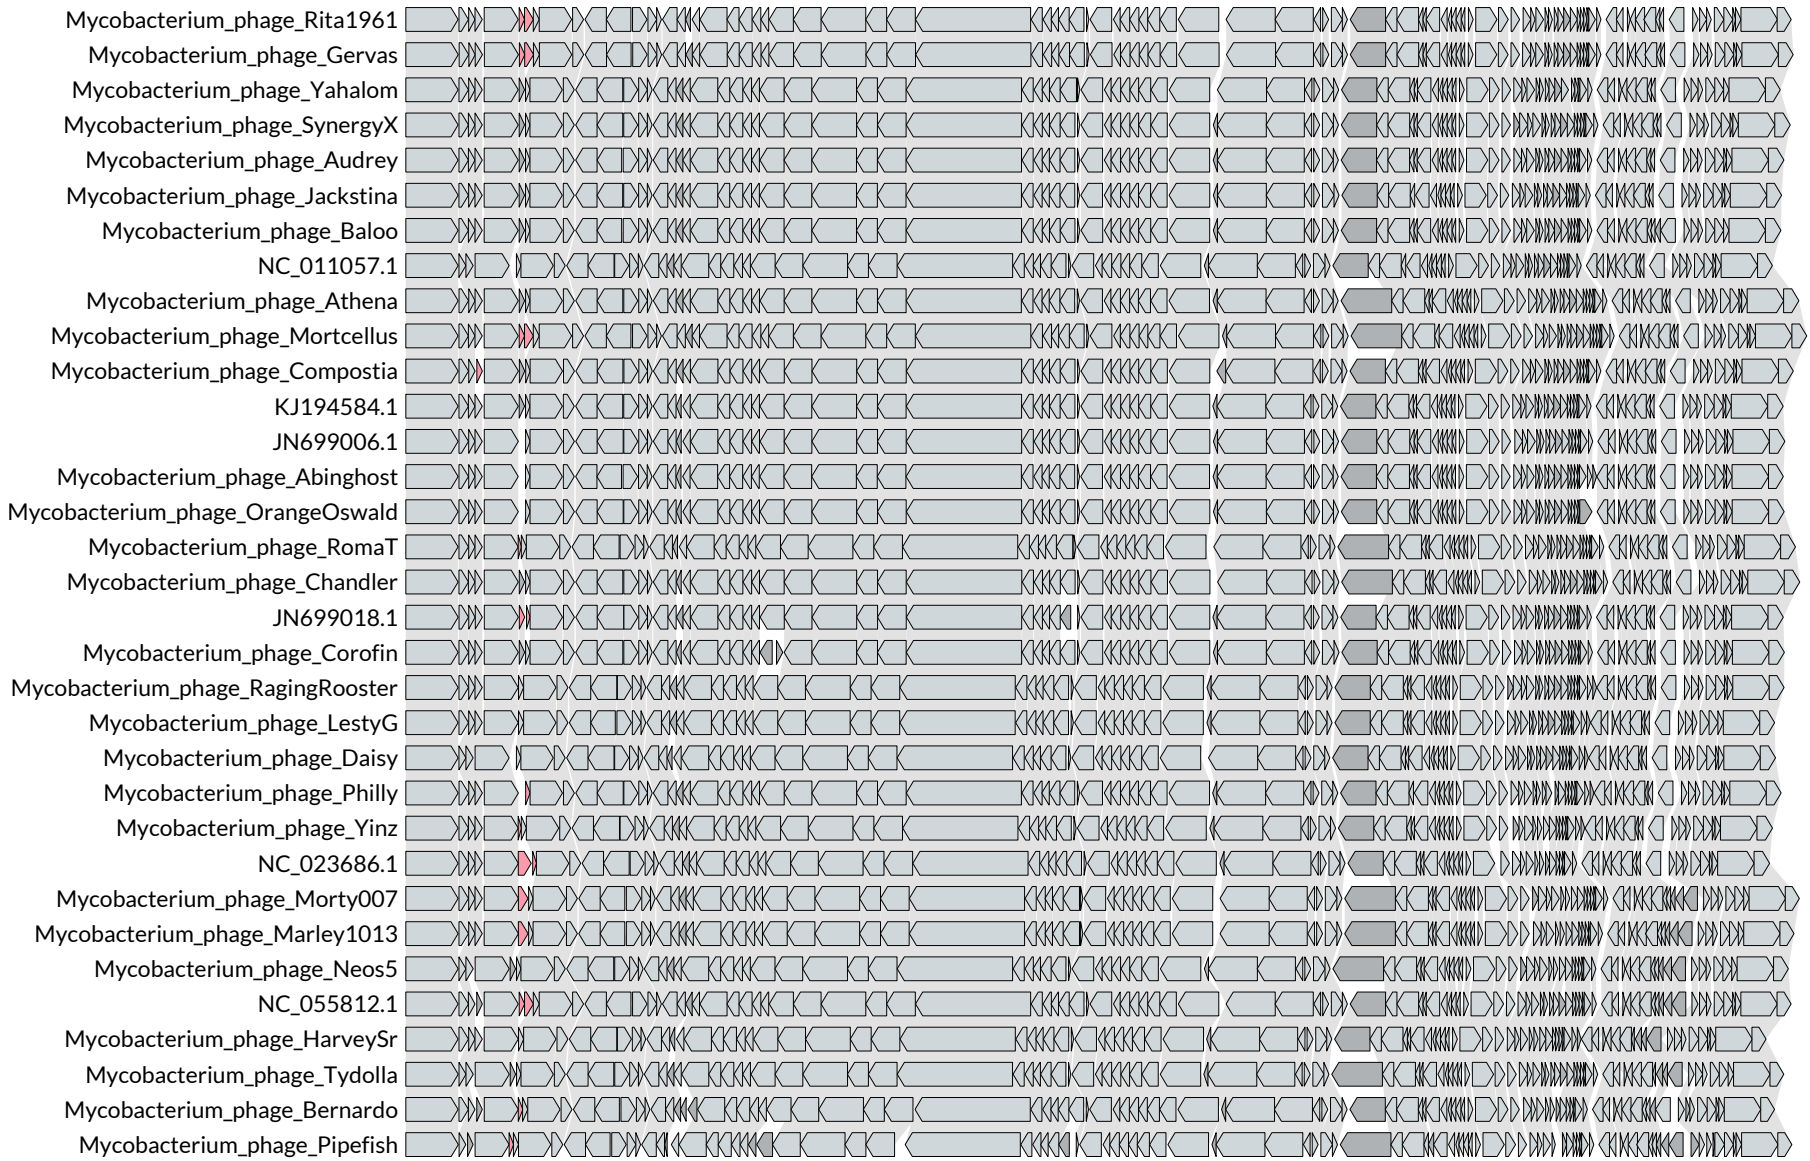 Mycobacterium_phage_Rita1961
Mycobacterium_phage_Gervas
Mycobacterium_phage_Yahalom
Mycobacterium_phage_SynergyX
Mycobacterium_phage_Audrey
Mycobacterium_phage_Jackstina
Mycobacterium_phage_Baloo
NC_011057.1
Mycobacterium_phage_Athena
Mycobacterium_phage_Mortcellus
Mycobacterium_phage_Compostia
KJ194584.1
JN699006.1
Mycobacterium_phage_Abinghost
Mycobacterium_phage_OrangeOswald
Mycobacterium_phage_RomaT
Mycobacterium_phage_Chandler
JN699018.1
Mycobacterium_phage_Corofin
Mycobacterium_phage_RagingRooster
Mycobacterium_phage_LestyG
Mycobacterium_phage_Daisy
Mycobacterium_phage_Philly
Mycobacterium_phage_Yinz
NC_023686.1
Mycobacterium_phage_Morty007
Mycobacterium_phage_Marley1013
Mycobacterium_phage_Neos5
NC_055812.1
Mycobacterium_phage_HarveySr
Mycobacterium_phage_Tydolla
Mycobacterium_phage_Bernardo
Mycobacterium_phage_Pipefish